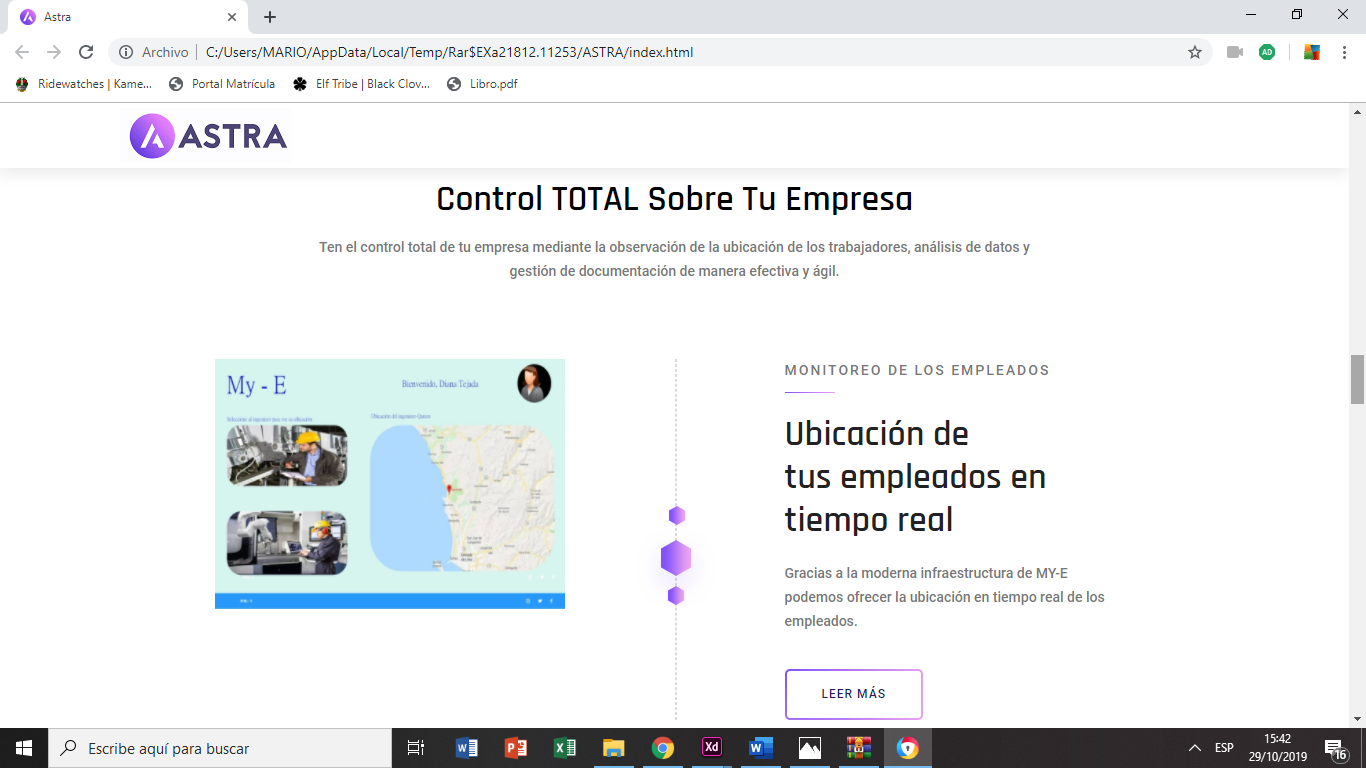 Astra
Archivo
C:/Users/MARIO/AppData/Local/Temp/Rar$EXa21812.11253/ASTRA/index.html
AD
Ridewatches | Kame...
Portal Matrícula
Elf Tribe | Black Clov...
Libro.pdf
ASTRA
Control TOTAL Sobre Tu Empresa
Ten el control total de tu empresa mediante la observación de la ubicación de los trabajadores, análisis de datos y
gestión de documentación de manera efectiva y ágil.
My - E
Bienvenido, Diana Tejada
MONITOREO DE LOS EMPLEADOS
Ubicación de
tus empleados en
tiempo real
Gracias a la moderna infraestructura de MY-E
podemos ofrecer la ubicación en tiempo real de los
empleados.
LEER MÁS
Escribe aquí para buscar
Xd
ESP
15:42
29/10/2019
16